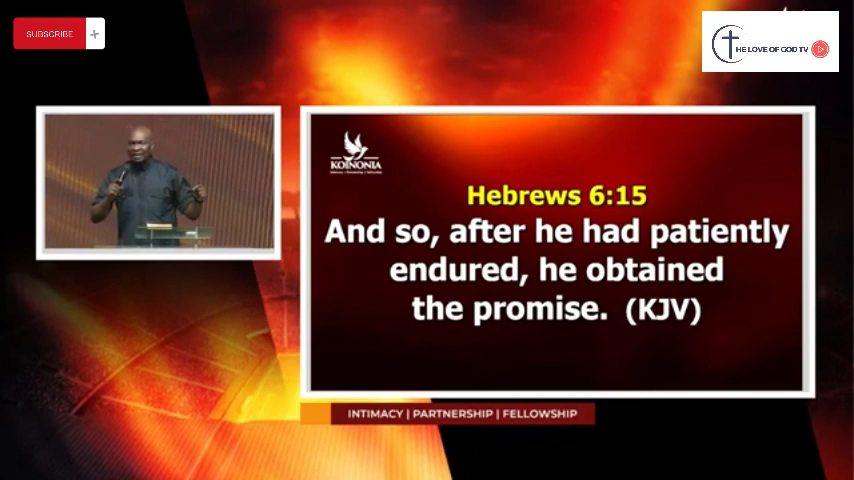 SUBSCRIBE
+
THE LOVE OF GOD TV
KOINONIA
Hebrews 6:15
And so, after he had patiently
endured, he obtained
the promise. (KJV)
INTIMACY | PARTNERSHIP | FELLOWSHIP